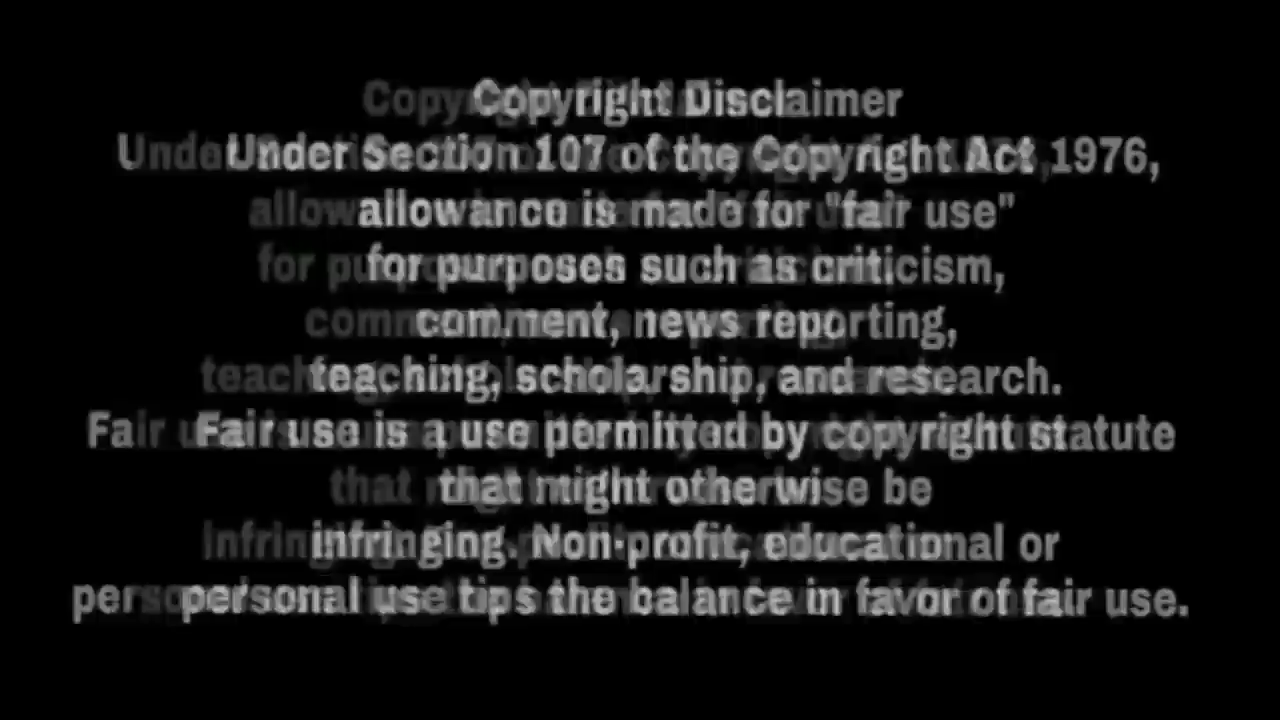 Copyright Disclaimer
Under Section 107 of the Copyright Act 1976,
allowance is made for "fair use"
for purposes such as criticism,
comment, news reporting,
teaching, scholarship, and research.
Fair use is a use permitted by copyright statute
that might otherwise be
infringing. Non-profit, educational or
personal use tips the balance in favor of fair use.